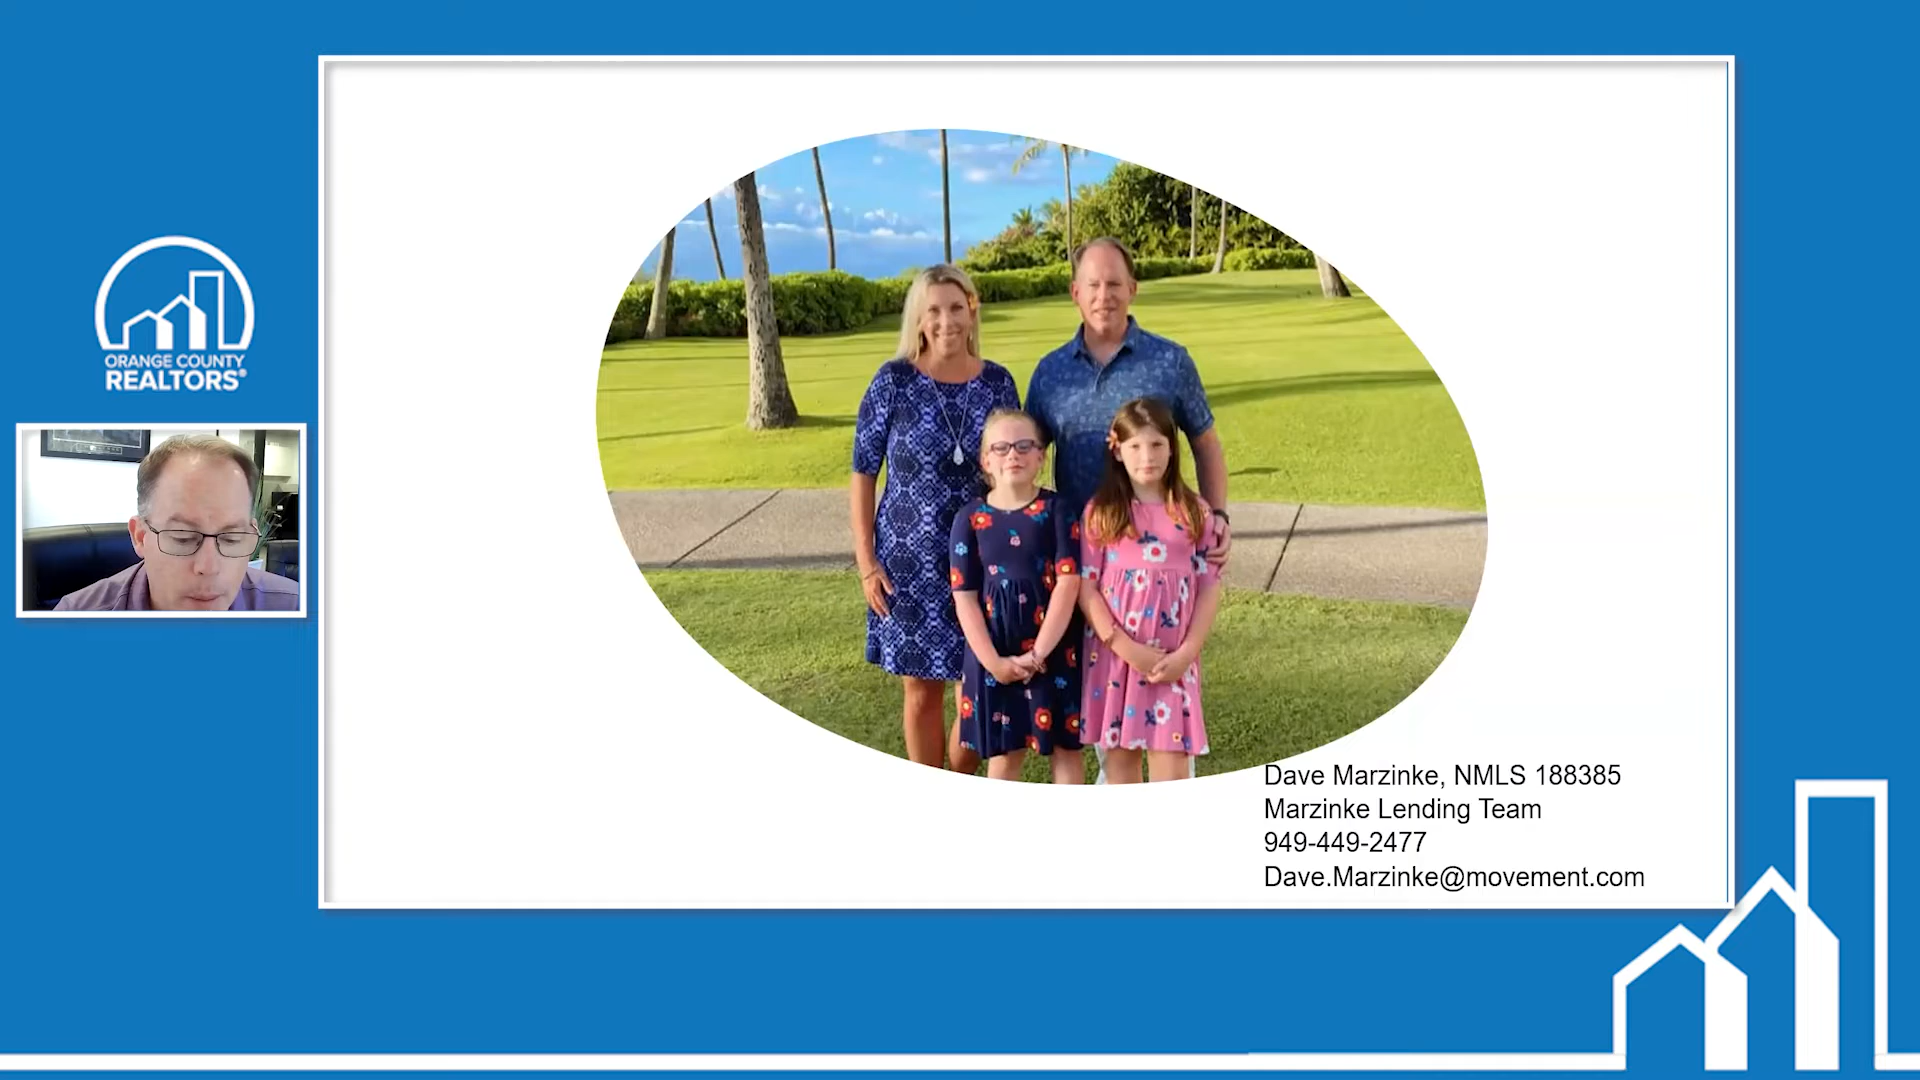 ORANGE COUNTY
REALTORS®
Dave Marzinke, NMLS 188385
Marzinke Lending Team
949-449-2477
Dave.Marzinke@movement.com